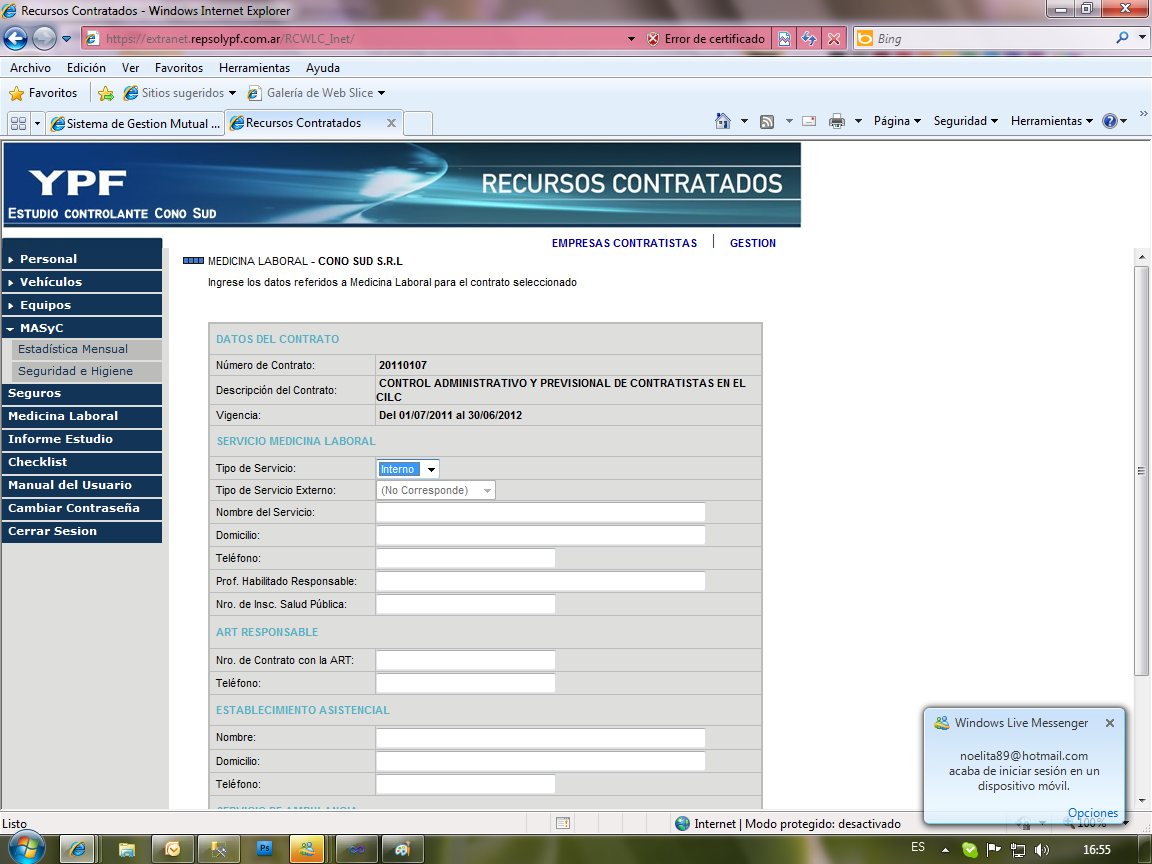 Recursos Contratados - Windows Internet Explorer
https://extranet.repsolypf.com.ar/RCWLC_Inet/
Error de certificado
Bing
Archivo Edición Ver Favoritos Herramientas Ayuda
Favoritos Sitios sugeridos Galería de Web Slice
Sistema de Gestion Mutual ... Recursos Contratados Página Seguridad Herramientas
YPF
RECURSOS CONTRATADOS
ESTUDIO CONTROLANTE CONO SUD
EMPRESAS CONTRATISTAS | GESTION
Personal
Vehículos
Equipos
MASyC
Estadística Mensual
Seguridad e Higiene
Seguros
Medicina Laboral
Informe Estudio
Checklist
Manual del Usuario
Cambiar Contraseña
Cerrar Sesion
MEDICINA LABORAL - CONO SUD S.R.L
Ingrese los datos referidos a Medicina Laboral para el contrato seleccionado
DATOS DEL CONTRATO
Número de Contrato: 20110107
Descripción del Contrato: CONTROL ADMINISTRATIVO Y PREVISIONAL DE CONTRATISTAS EN EL
CILC
Vigencia: Del 01/07/2011 al 30/06/2012
SERVICIO MEDICINA LABORAL
Tipo de Servicio: Interno
Tipo de Servicio Externo: (No Corresponde)
Nombre del Servicio:
Domicilio:
Teléfono:
Prof. Habilitado Responsable:
Nro. de Insc. Salud Pública:
ART RESPONSABLE
Nro. de Contrato con la ART:
Teléfono:
ESTABLECIMIENTO ASISTENCIAL
Nombre:
Domicilio:
Teléfono:
SERVICIO DE AMBULANCIA
Windows Live Messenger
noelita89@hotmail.com
acaba de iniciar sesión en un
dispositivo móvil.
Opciones
Listo
Internet | Modo protegido: desactivado
100%
Ps
ES
16:55